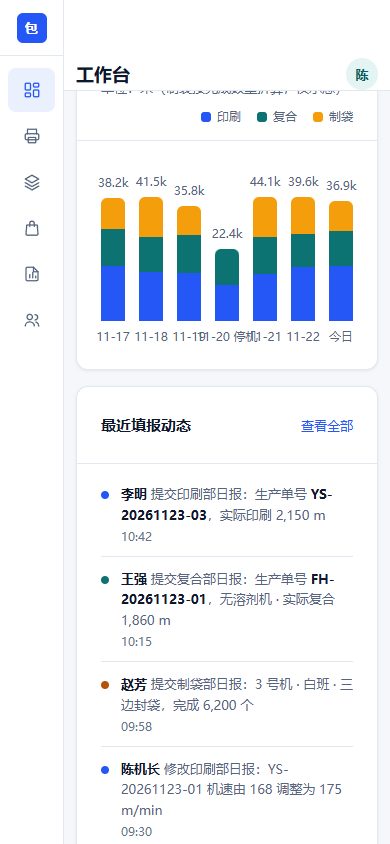 包
工作台
陈
印刷
复合
制袋
38.2k
41.5k
35.8k
22.4k
44.1k
39.6k
36.9k
11-17
11-18
11-19
11-20 停机
11-21
11-22
今日
最近填报动态
查看全部
李明 提交印刷部日报：生产单号 YS-
20261123-03，实际印刷 2,150 m
10:42
王强 提交复合部日报：生产单号 FH-
20261123-01，无溶剂机 · 实际复合
1,860 m
10:15
赵芳 提交制袋部日报：3 号机 · 白班 · 三
边封袋，完成 6,200 个
09:58
陈机长 修改印刷部日报：YS-
20261123-01 机速由 168 调整为 175
m/min
09:30